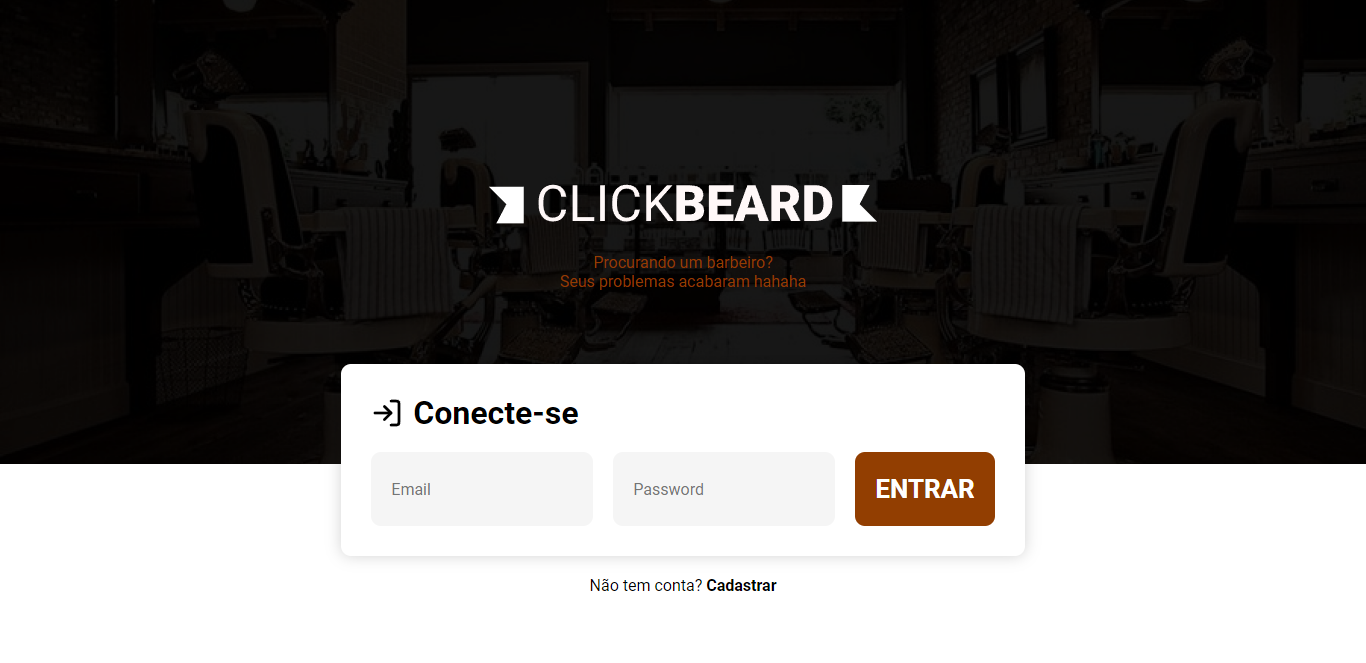 CLICKBEARD
Procurando um barbeiro?
Seus problemas acabaram hahaha
Conecte-se
Email
Password
ENTRAR
Não tem conta? Cadastrar